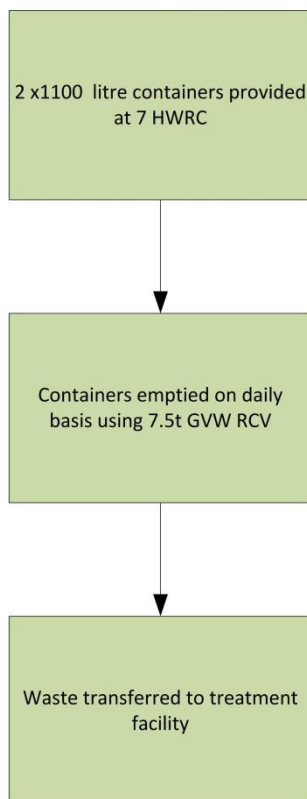 2 x1100 litre containers provided
at 7 HWRC
Containers emptied on daily
basis using 7.5t GVW RCV
Waste transferred to treatment
facility